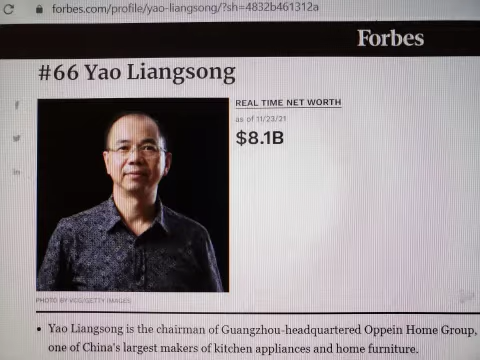 forbes.com/profile/yao-liangsong/?sh=4832b461312a
Forbes
#66 Yao Liangsong
REAL TIME NET WORTH
as of 11/23/21
$8.1B
PHOTO BY VCG/GETTY IMAGES
• Yao Liangsong is the chairman of Guangzhou-headquartered Oppein Home Group,
one of China's largest makers of kitchen appliances and home furniture.